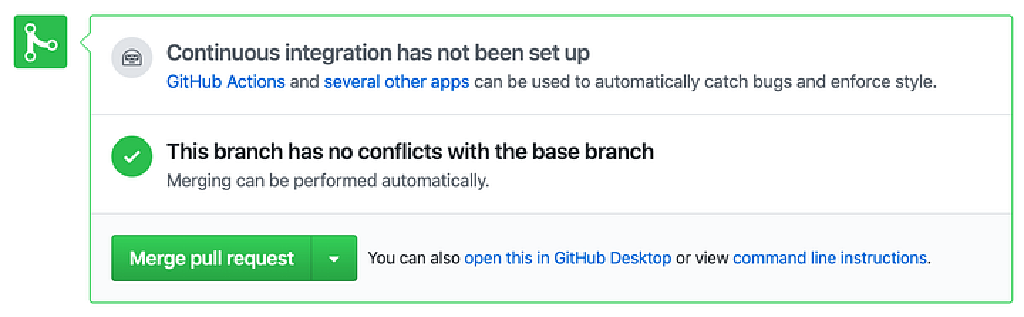 Continuous integration has not been set up
GitHub Actions and several other apps can be used to automatically catch bugs and enforce style.
This branch has no conflicts with the base branch
Merging can be performed automatically.
Merge pull request You can also open this in GitHub Desktop or view command line instructions.